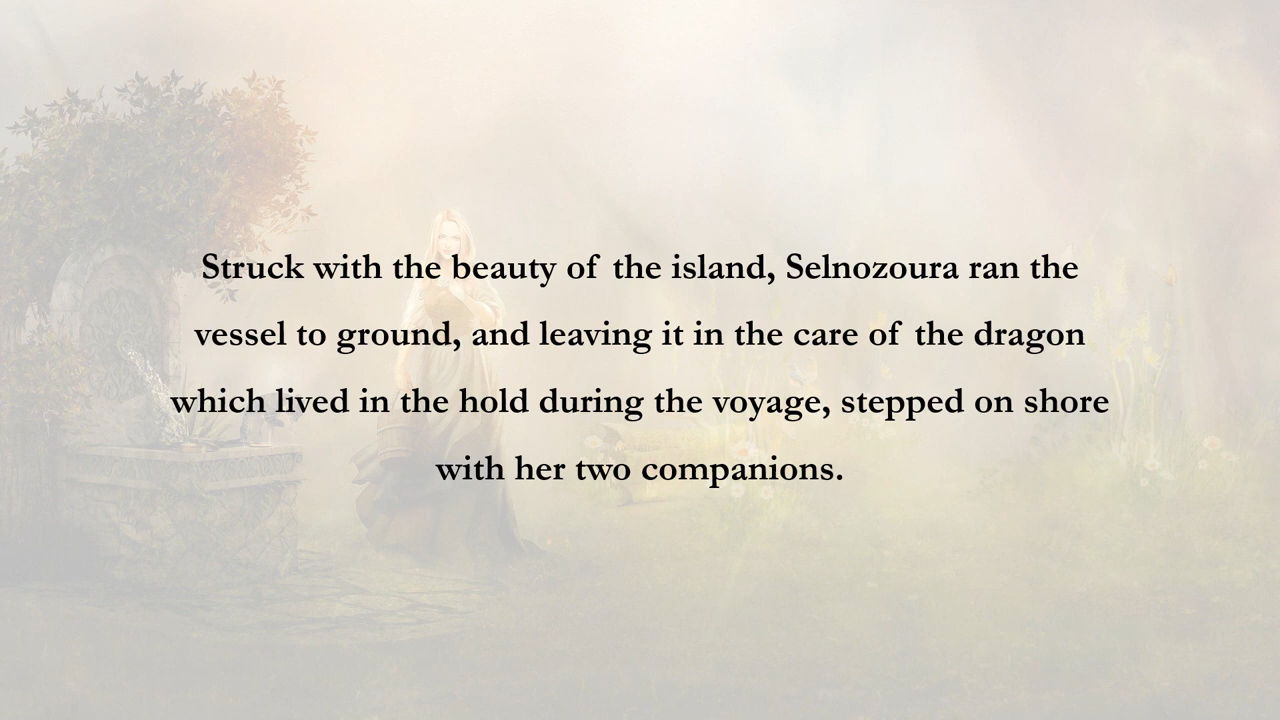 Struck with the beauty of the island, Selnozoura ran the
vessel to ground, and leaving it in the care of the dragon
which lived in the hold during the voyage, stepped on shore
with her two companions.